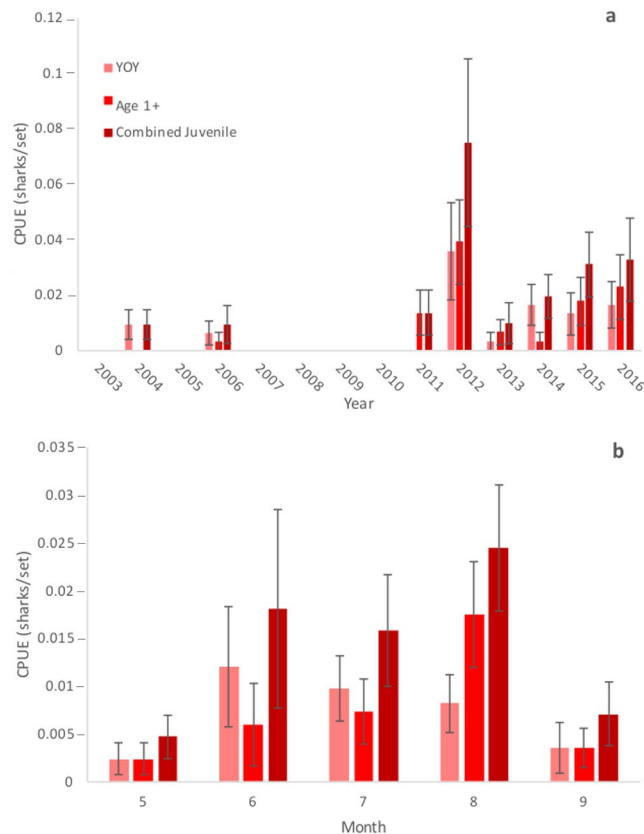 a
0.12
0.1
0.08
0.06
0.04
0.02
0
CPUE (sharks/set)
YOY
Age 1+
Combined Juvenile
2003 2004 2005 2006 2007 2008 2009 2010 2011 2012 2013 2014 2015 2016
Year
b
0.035
0.03
0.025
0.02
0.015
0.01
0.005
0
CPUE (sharks/set)
5 6 7 8 9
Month